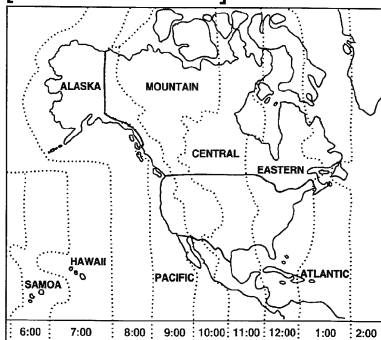 ALASKA
MOUNTAIN
CENTRAL
EASTERN
HAWAII
SAMOA
PACIFIC
ATLANTIC
6:00 7:00 8:00 9:00 10:00 11:00 12:00 1:00 2:00